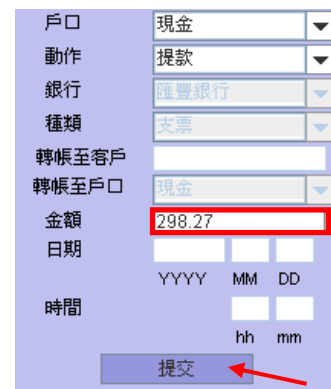 戶口 現金
動作 提款
銀行 匯豐銀行
種類 支票
轉帳至客戶
轉帳至戶口 現金
金額 298.27
日期
YYYY MM DD
時間
hh mm
提交